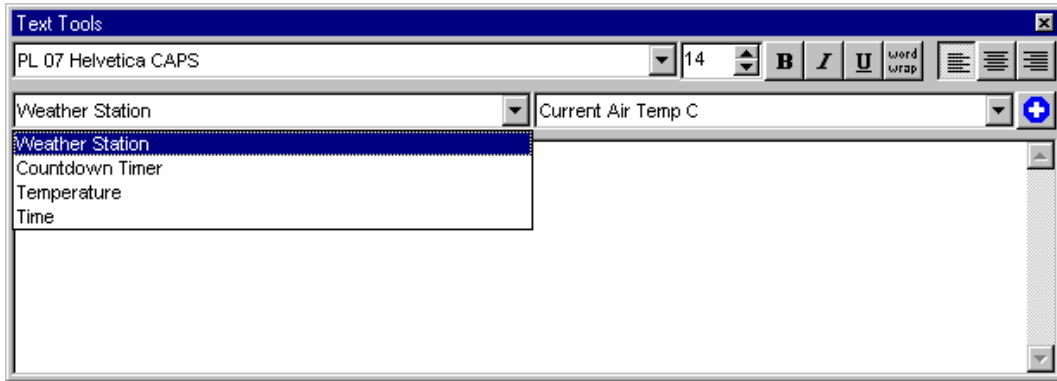 Text Tools
PL 07 Helvetica CAPS 14 B I U word wrap
Weather Station Current Air Temp C
Weather Station
Countdown Timer
Temperature
Time